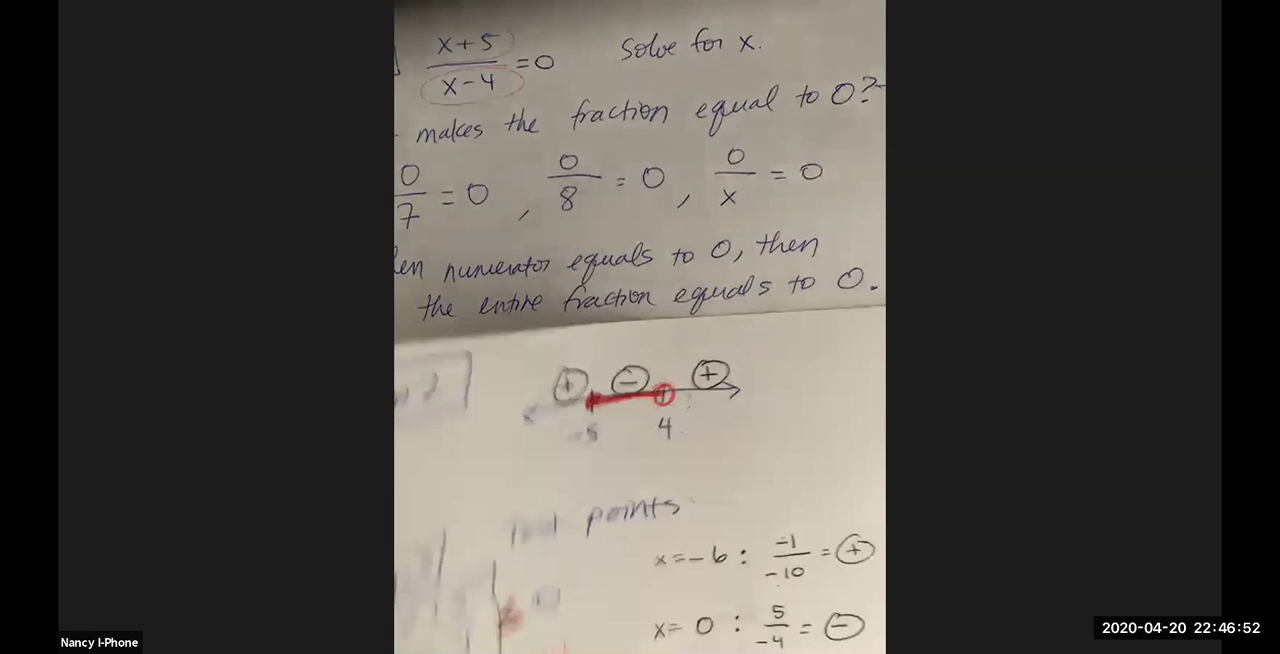 x+5 / x-4 = 0 solve for x.
makes the fraction equal to 0?
0/7 = 0 , 0/8 = 0 , 0/x = 0
numerator equals to 0, then
the entire fraction equals to 0.
+ - +
-5 4
points
x=-6 : -1/-10 = +
x= 0 : 5/-4 = -
Nancy I-Phone
2020-04-20 22:46:52